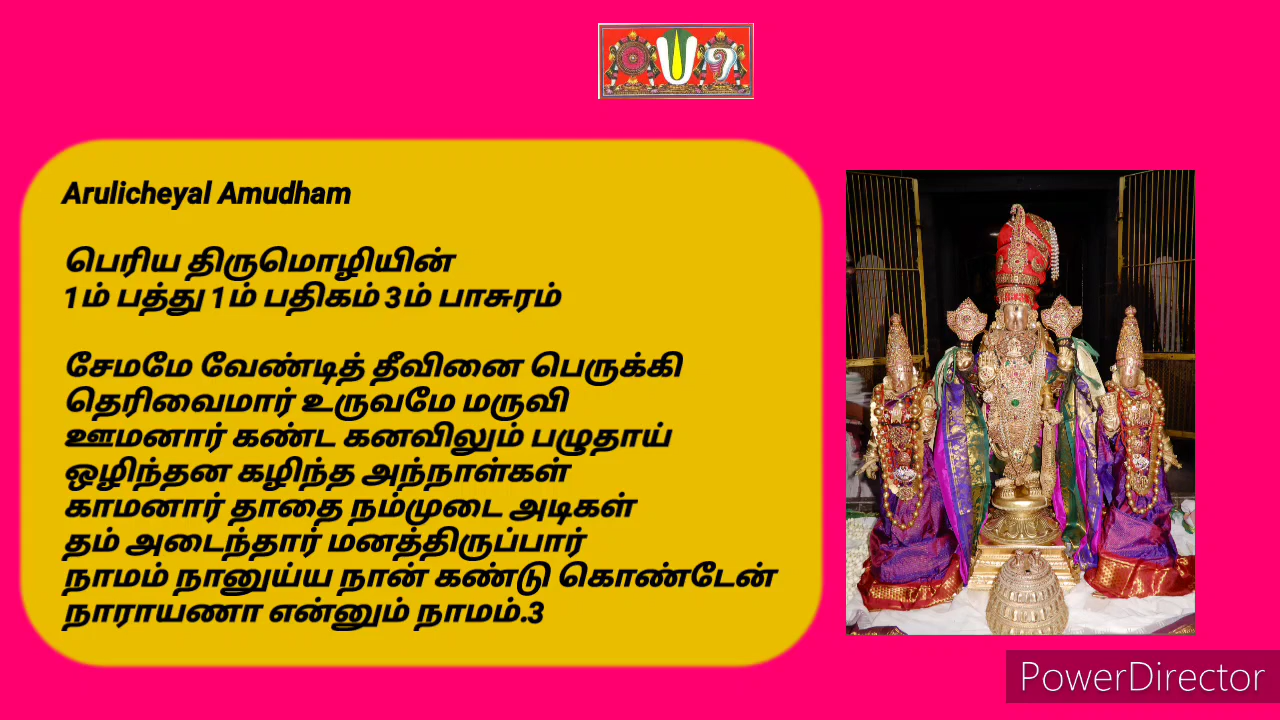 Arulicheyal Amudham
பெரிய திருமொழியின்
1ம் பத்து 1ம் பதிகம் 3ம் பாசுரம்
சேமமே வேண்டித் தீவினை பெருக்கி
தெரிவைமார் உருவமே மருவி
ஊமனார் கண்ட கனவிலும் பழுதாய்
ஒழிந்தன கழிந்த அந்நாள்கள்
காமனார் தாதை நம்முடை அடிகள்
தம் அடைந்தார் மனத்திருப்பார்
நாமம் நானுய்ய நான் கண்டு கொண்டேன்
நாராயணா என்னும் நாமம்.3
PowerDirector